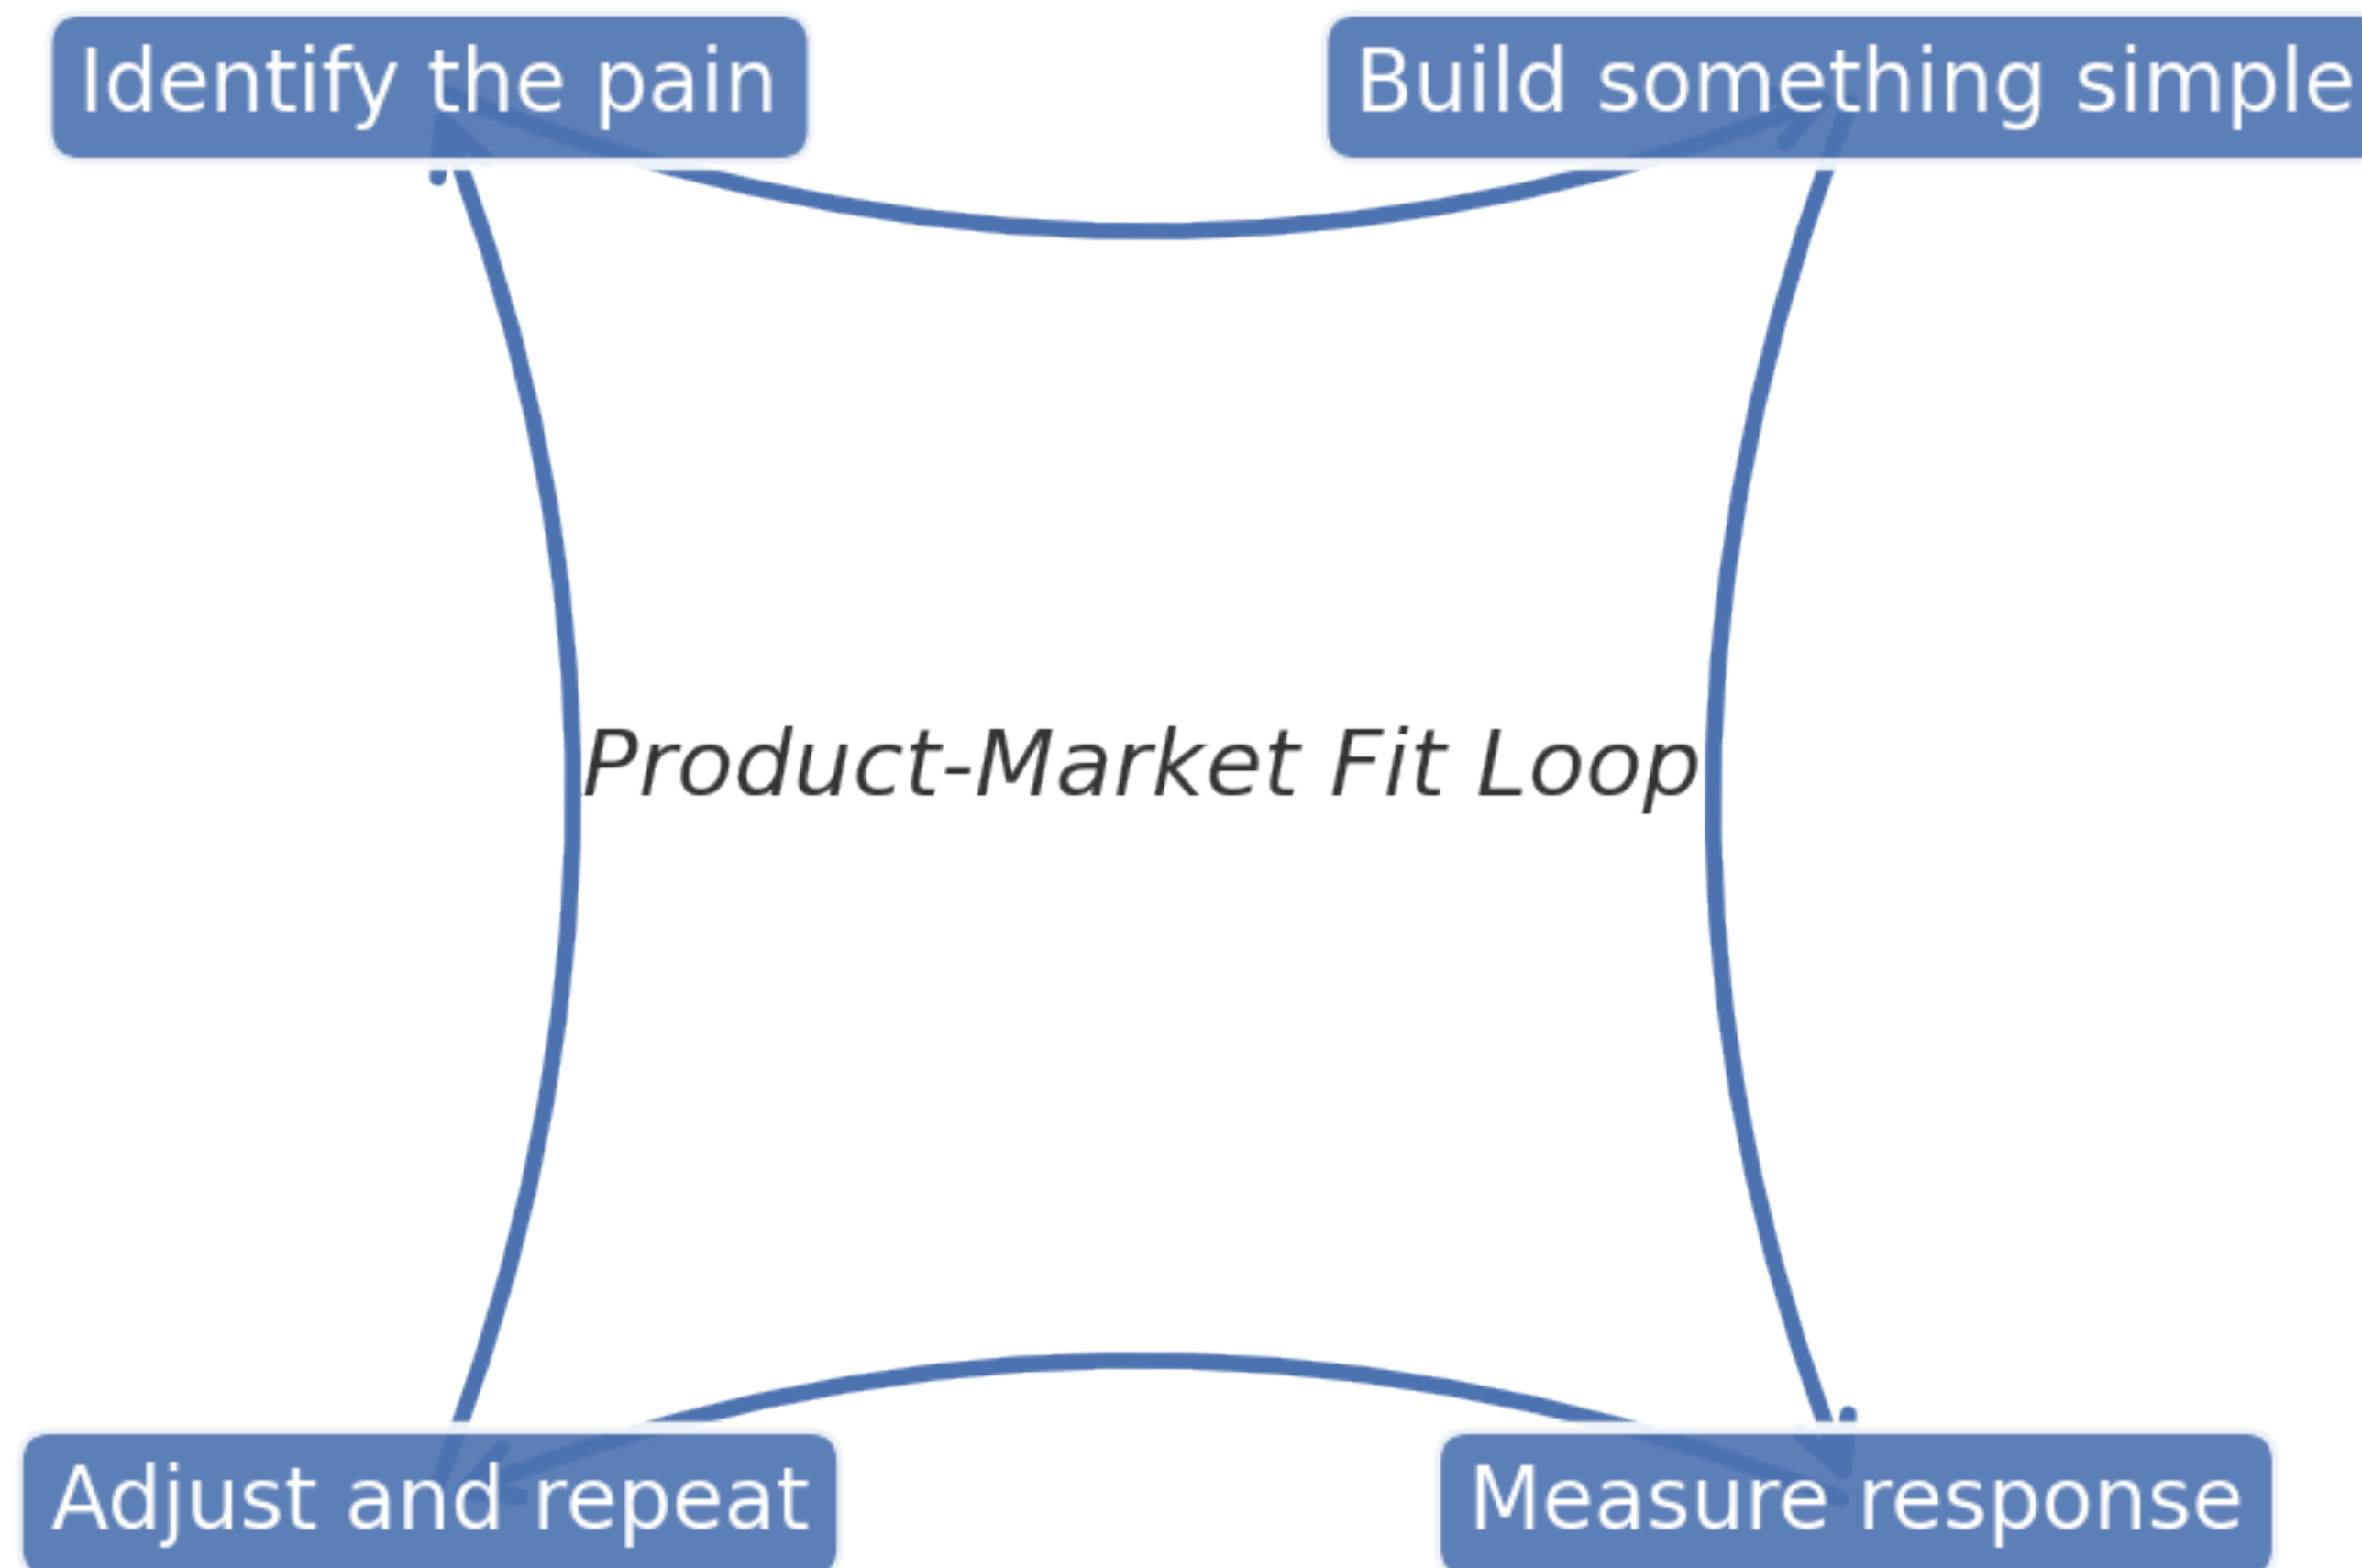 Identify the pain
Build something simple
Product-Market Fit Loop
Adjust and repeat
Measure response